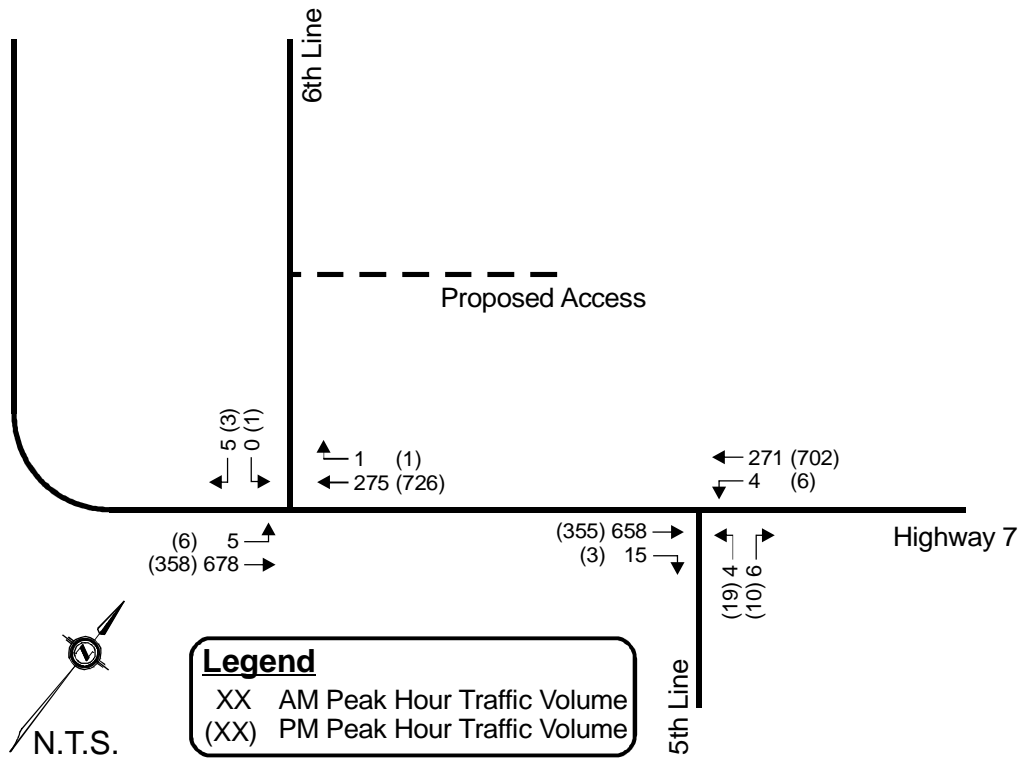 6th Line
Proposed Access
5 (3)
0 (1)
1 (1)
275 (726)
271 (702)
4 (6)
(6) 5
(358) 678
(355) 658
(3) 15
Highway 7
(19) 4
(10) 6
5th Line
N.T.S.
Legend
XX AM Peak Hour Traffic Volume
(XX) PM Peak Hour Traffic Volume